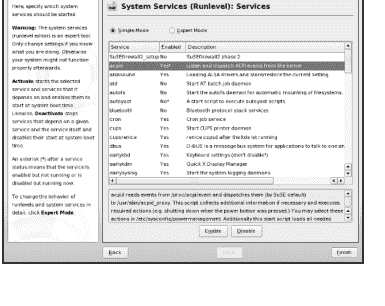 Here, specify which system
services should be started.
Warning: The system services
(runlevel editor) is an expert tool.
Only change settings if you know
what you are doing. Otherwise
your system might not function
properly afterwards.
Activate starts the selected
service and services that it
depends on and enables them to
start at system boot time.
Likewise, Deactivate stops
services that depend on a given
service and the service itself and
disables their start at system boot
time.
An asterisk (*) after a service
status means that the service is
enabled but not running or is
disabled but running now.
To change the behavior of
runlevels and system services in
detail, click Expert Mode.
System Services (Runlevel): Services
Simple Mode Expert Mode
Service Enabled Description
SuSEfirewall2_setup No SuSEfirewall2 phase 2
acpid Yes* Listen and dispatch ACPI events from the kernel
alsasound Yes Loading ALSA drivers and store/restore the current setting
atd No Start AT batch job daemon
autofs No Start the autofs daemon for automatic mounting of filesystems.
autoyast No* A start script to execute autoyast scripts
bluetooth No Bluetooth protocol stack services
cron Yes Cron job service
cups Yes Start CUPS printer daemon
cupsrenice Yes renice cupsd after the kde ist running
dbus Yes D-BUS is a message bus system for applications to talk to one an
earlykbd Yes Keyboard settings (don't disable!)
earlykdm Yes Quick X Display Manager
earlysyslog Yes Start the system logging daemons
acpid reads events from /proc/acpi/event and dispatches them (by SuSE default)
to /usr/sbin/acpid_proxy. This script collects additional information if necessary and executes
required actions (e.g. shutting down when the power button was pressed.) You may select these
actions in /etc/sysconfig/powermanagement. Additionally this start script loads all needed
Enable Disable
Back Finish